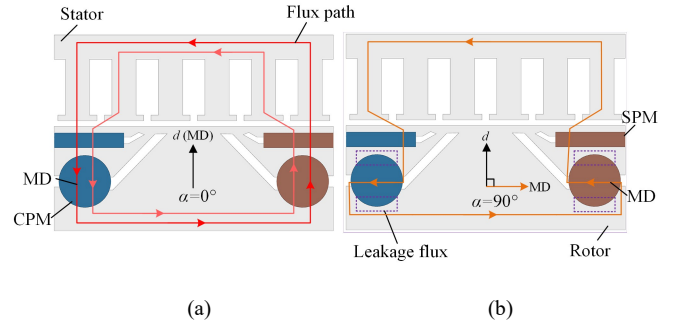 Stator
Flux path
d (MD)
α=0°
MD
CPM
(a)
SPM
d
MD
α=90°
MD
Leakage flux
Rotor
(b)